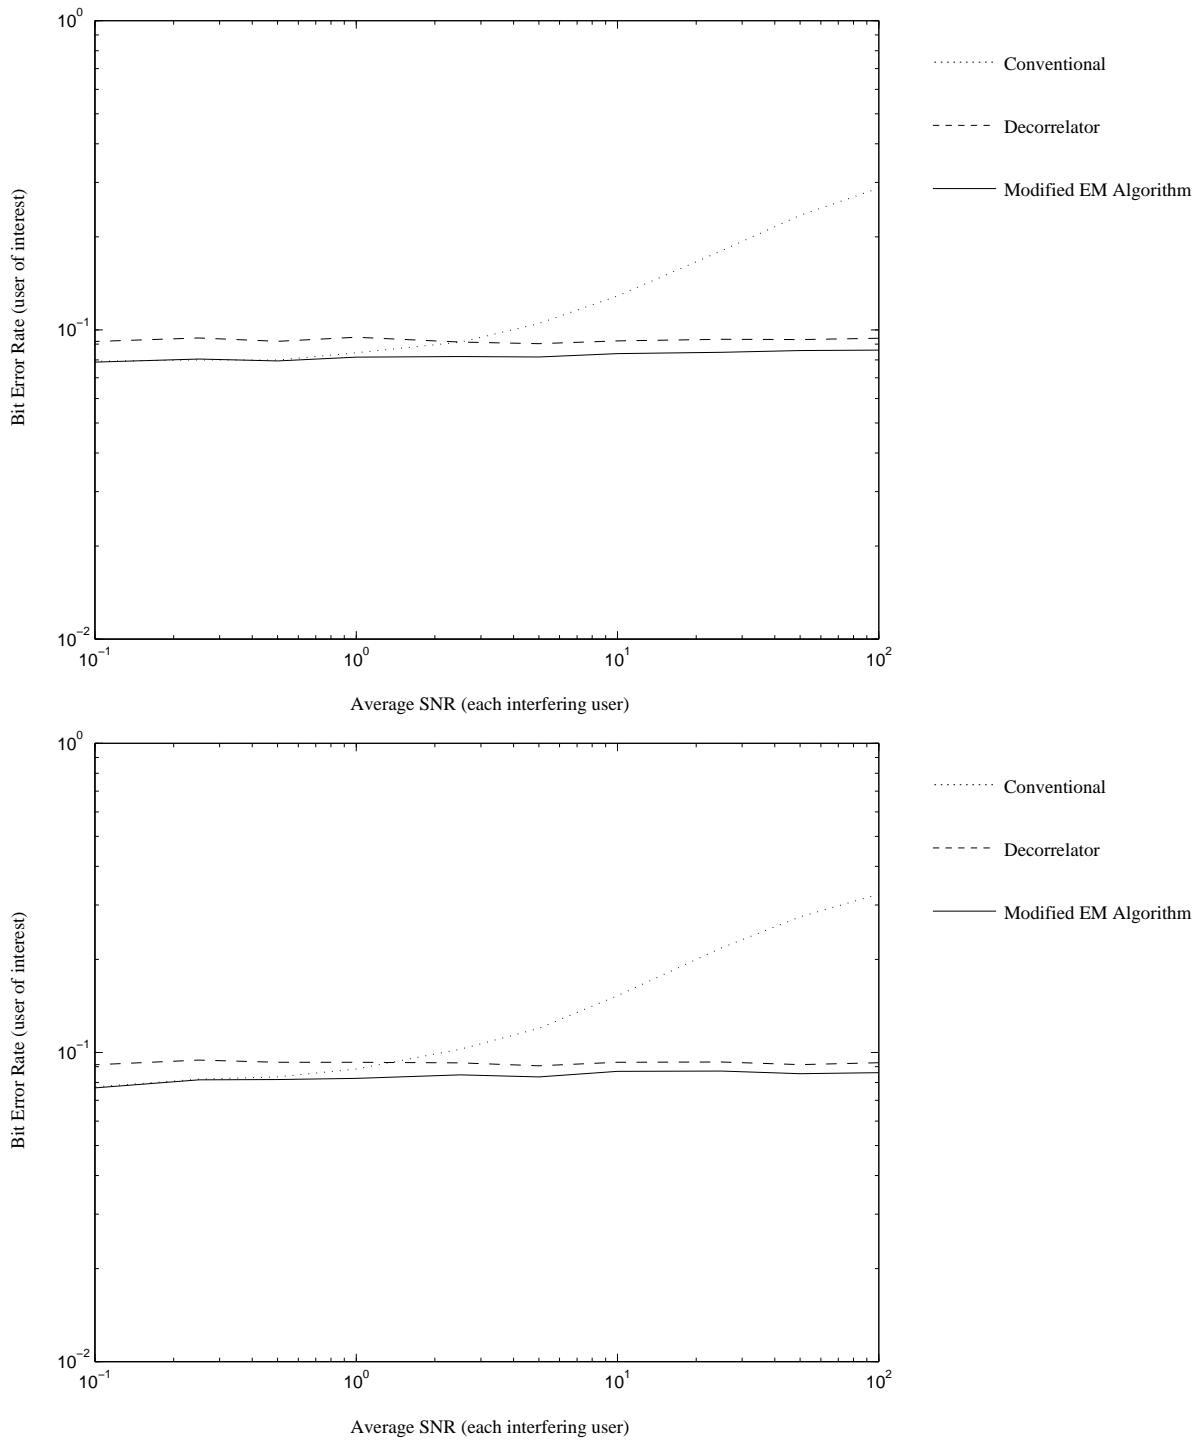 10^0
10^−1
10^−2
10^−1
10^0
10^1
10^2
Bit Error Rate (user of interest)
Average SNR (each interfering user)
Conventional
Decorrelator
Modified EM Algorithm
10^0
10^−1
10^−2
10^−1
10^0
10^1
10^2
Bit Error Rate (user of interest)
Average SNR (each interfering user)
Conventional
Decorrelator
Modified EM Algorithm